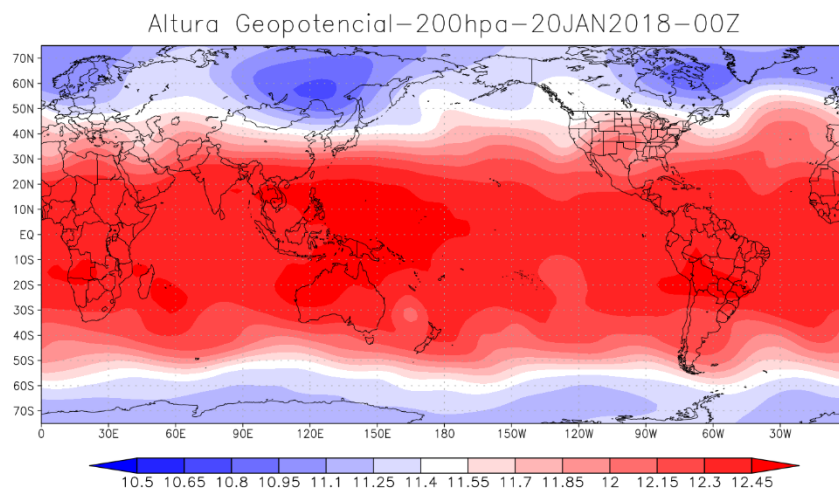 Altura Geopotencial-200hpa-20JAN2018-00Z
70N
60N
50N
40N
30N
20N
10N
EQ
10S
20S
30S
40S
50S
60S
70S
0 30E 60E 90E 120E 150E 180 150W 120W 90W 60W 30W
10.5 10.65 10.8 10.95 11.1 11.25 11.4 11.55 11.7 11.85 12 12.15 12.3 12.45